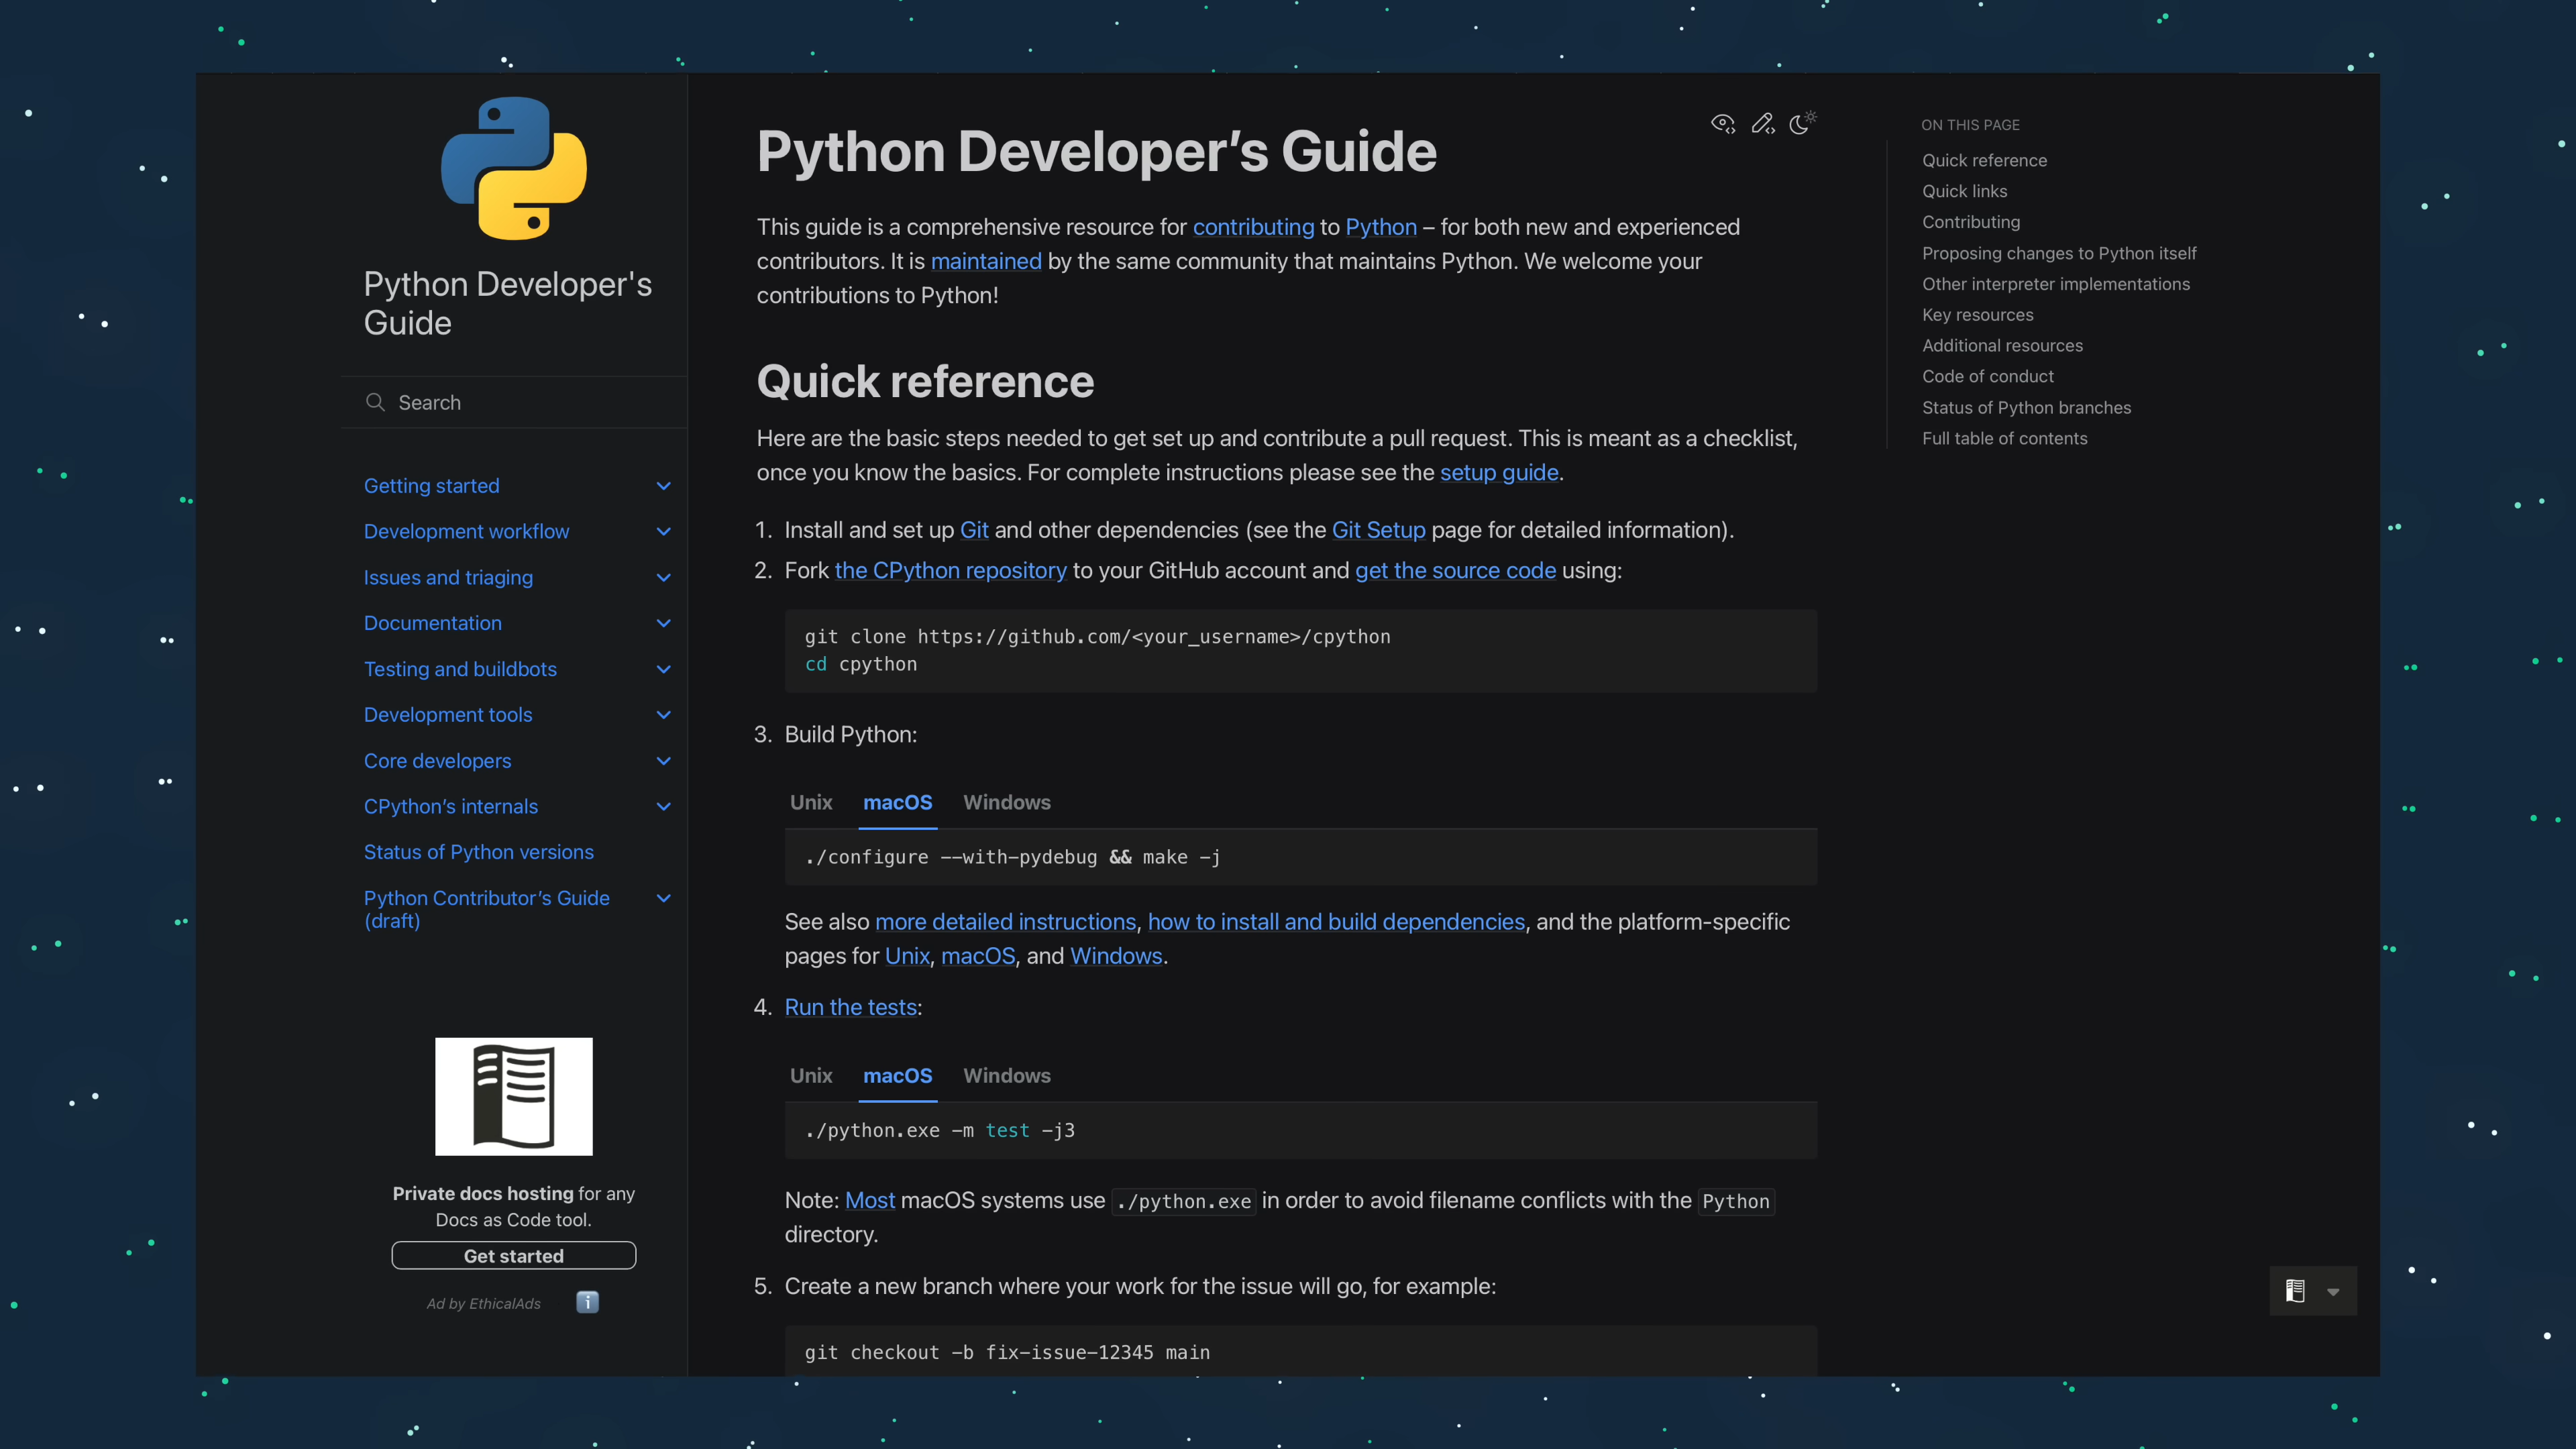 Python Developer's
Guide
Search
Getting started
Development workflow
Issues and triaging
Documentation
Testing and buildbots
Development tools
Core developers
CPython’s internals
Status of Python versions
Python Contributor’s Guide
(draft)
Private docs hosting for any
Docs as Code tool.
Get started
Ad by EthicalAds
Python Developer’s Guide
This guide is a comprehensive resource for contributing to Python – for both new and experienced
contributors. It is maintained by the same community that maintains Python. We welcome your
contributions to Python!
Quick reference
Here are the basic steps needed to get set up and contribute a pull request. This is meant as a checklist,
once you know the basics. For complete instructions please see the setup guide.
1. Install and set up Git and other dependencies (see the Git Setup page for detailed information).
2. Fork the CPython repository to your GitHub account and get the source code using:
git clone https://github.com/<your_username>/cpython
cd cpython
3. Build Python:
Unix macOS Windows
./configure --with-pydebug && make -j
See also more detailed instructions, how to install and build dependencies, and the platform-specific
pages for Unix, macOS, and Windows.
4. Run the tests:
Unix macOS Windows
./python.exe -m test -j3
Note: Most macOS systems use ./python.exe in order to avoid filename conflicts with the Python
directory.
5. Create a new branch where your work for the issue will go, for example:
git checkout -b fix-issue-12345 main
ON THIS PAGE
Quick reference
Quick links
Contributing
Proposing changes to Python itself
Other interpreter implementations
Key resources
Additional resources
Code of conduct
Status of Python branches
Full table of contents